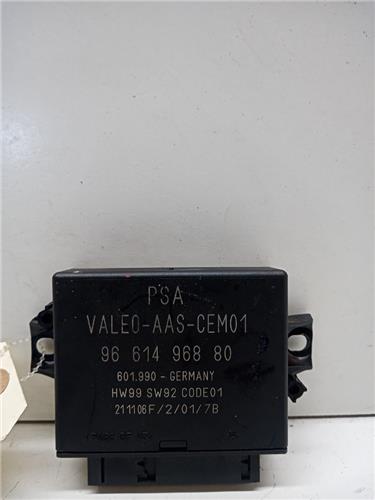 PSA
VALEO-AAS-CEM01
96 614 968 80
601.990 - GERMANY
HW99 SW92 CODE01
211106F/2/01/7B